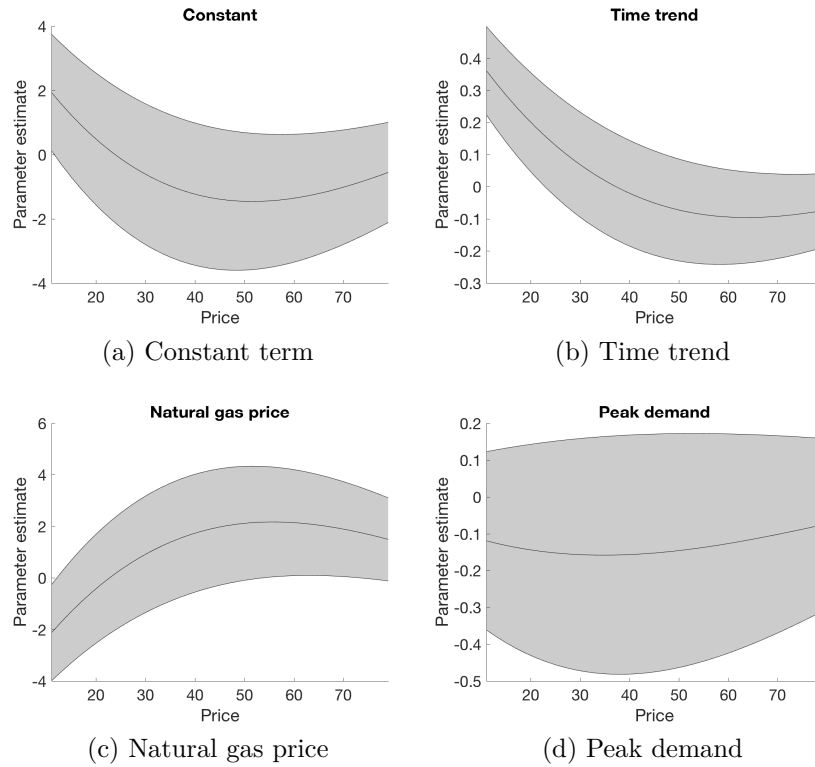 Constant
Parameter estimate
4
2
0
-2
-4
20 30 40 50 60 70
Price
(a) Constant term
Time trend
Parameter estimate
0.4
0.3
0.2
0.1
0
-0.1
-0.2
-0.3
20 30 40 50 60 70
Price
(b) Time trend
Natural gas price
Parameter estimate
6
4
2
0
-2
-4
20 30 40 50 60 70
Price
(c) Natural gas price
Peak demand
Parameter estimate
0.2
0.1
0
-0.1
-0.2
-0.3
-0.4
-0.5
20 30 40 50 60 70
Price
(d) Peak demand